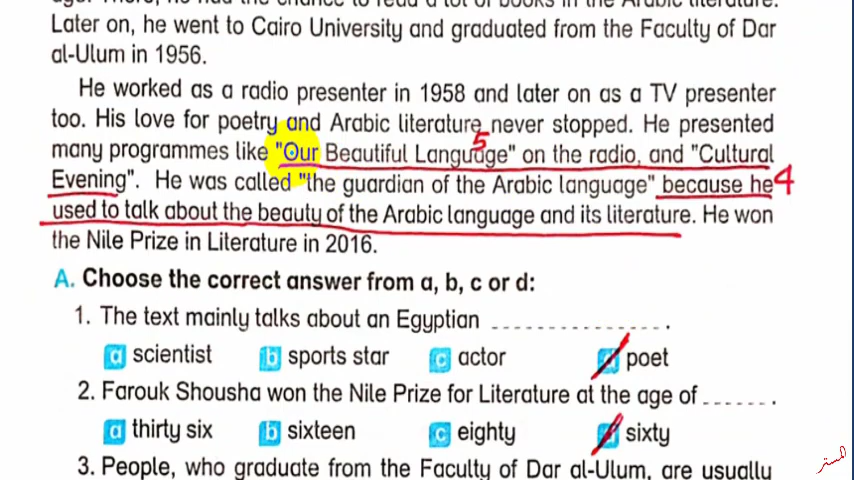 Later on, he went to Cairo University and graduated from the Faculty of Dar
al-Ulum in 1956.
He worked as a radio presenter in 1958 and later on as a TV presenter
too. His love for poetry and Arabic literature never stopped. He presented
5
many programmes like "Our Beautiful Language" on the radio, and "Cultural
Evening". He was called "the guardian of the Arabic language" because he 4
used to talk about the beauty of the Arabic language and its literature. He won
the Nile Prize in Literature in 2016.
A. Choose the correct answer from a, b, c or d:
1. The text mainly talks about an Egyptian .................. .
a scientist b sports star c actor d poet
2. Farouk Shousha won the Nile Prize for Literature at the age of ....... .
a thirty six b sixteen c eighty d sixty
3. People, who graduate from the Faculty of Dar al-Ulum, are usually